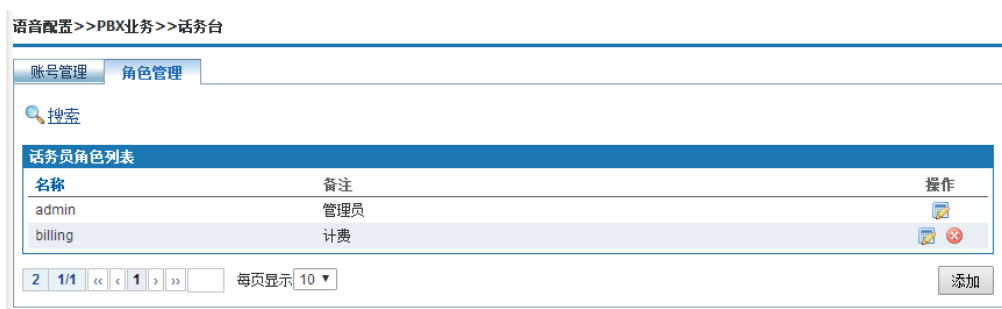 语音配置>>PBX业务>>话务台
账号管理 角色管理
搜索
话务员角色列表
名称 备注 操作
admin 管理员
billing 计费
2 1/1 ‹‹ ‹ 1 › ›› 每页显示 10 ▼ 添加